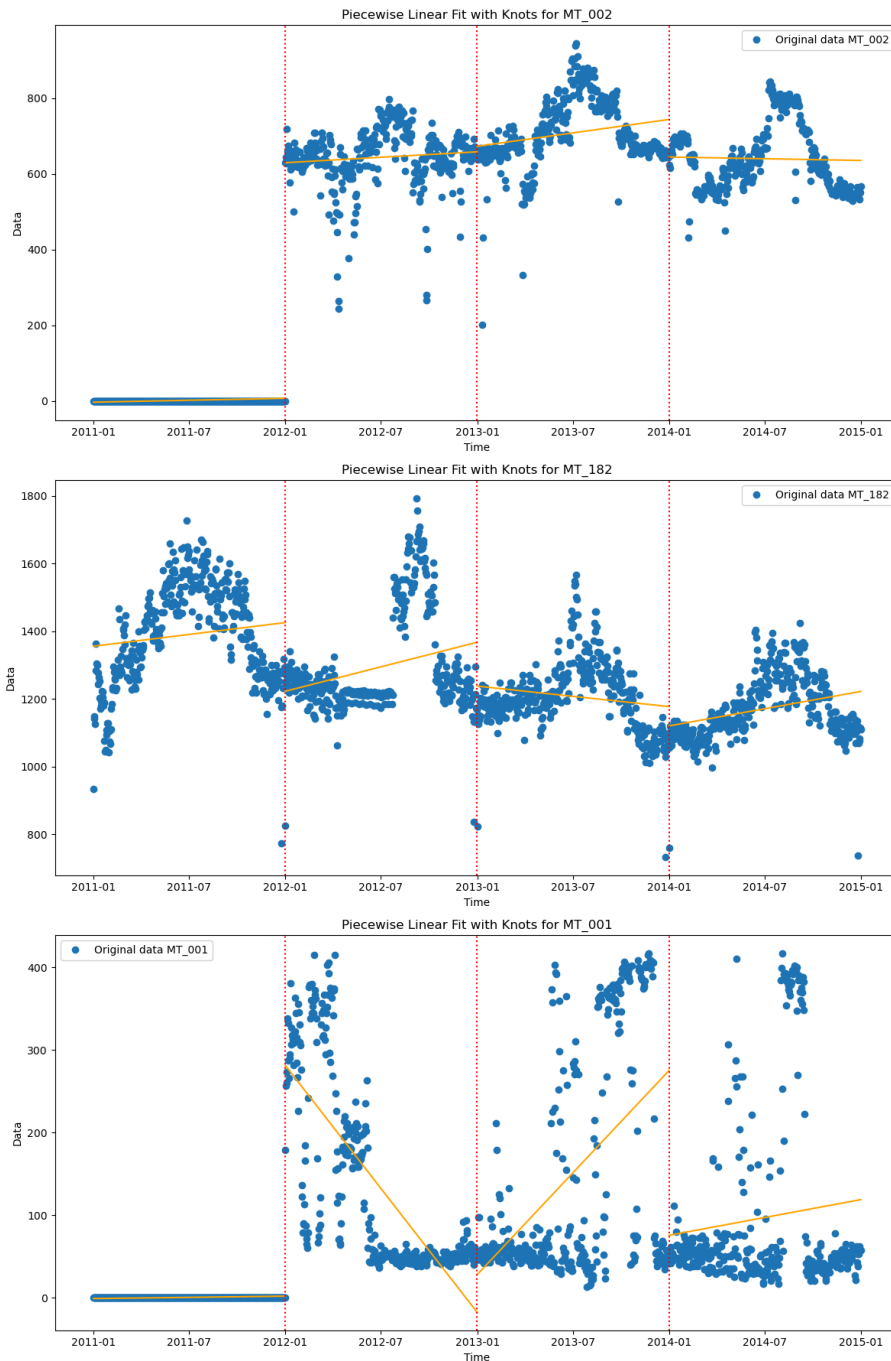 Piecewise Linear Fit with Knots for MT_002
Original data MT_002
Data
800
600
400
200
0
2011-01 2011-07 2012-01 2012-07 2013-01 2013-07 2014-01 2014-07 2015-01
Time
Piecewise Linear Fit with Knots for MT_182
Original data MT_182
Data
1800
1600
1400
1200
1000
800
2011-01 2011-07 2012-01 2012-07 2013-01 2013-07 2014-01 2014-07 2015-01
Time
Piecewise Linear Fit with Knots for MT_001
Original data MT_001
Data
400
300
200
100
0
2011-01 2011-07 2012-01 2012-07 2013-01 2013-07 2014-01 2014-07 2015-01
Time